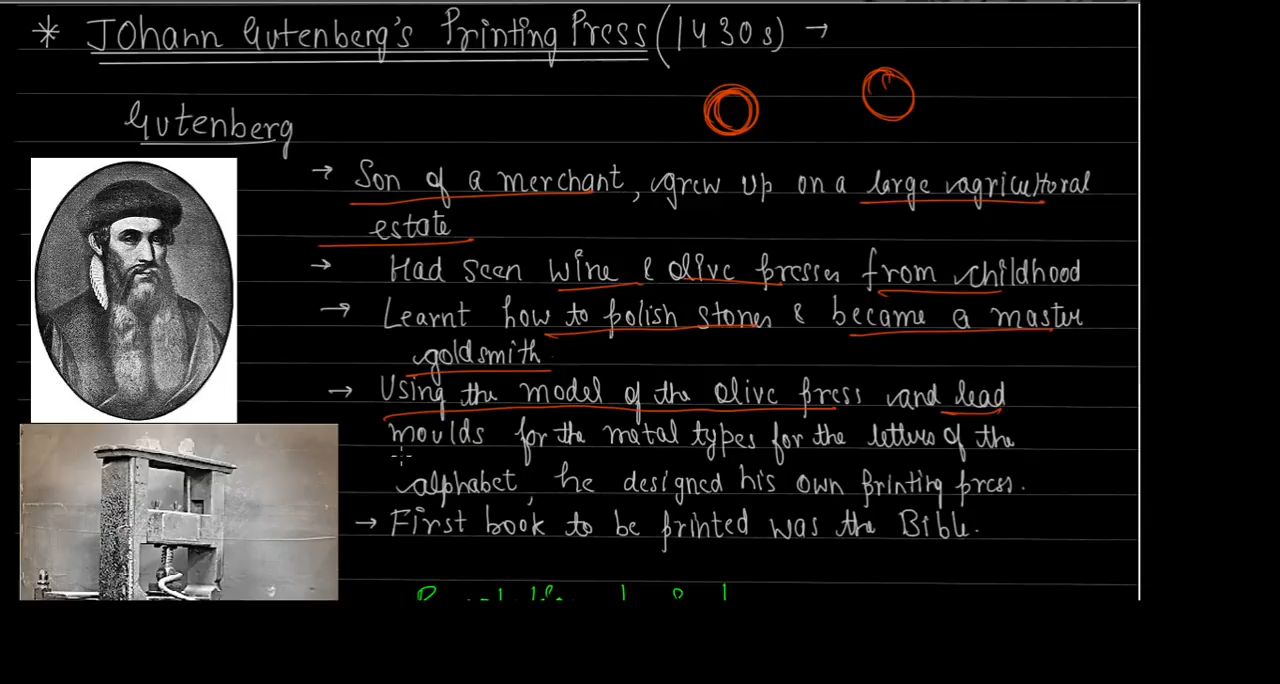 * Johann Gutenberg's Printing Press (1430s) →
Gutenberg
→ Son of a merchant, grew up on a large agricultural
estate
→ Had seen wine & olive presses from childhood
→ Learnt how to polish stones & became a master
goldsmith.
→ Using the model of the olive press and lead
moulds for the metal types for the letters of the
alphabet, he designed his own printing press.
→ First book to be printed was the Bible.